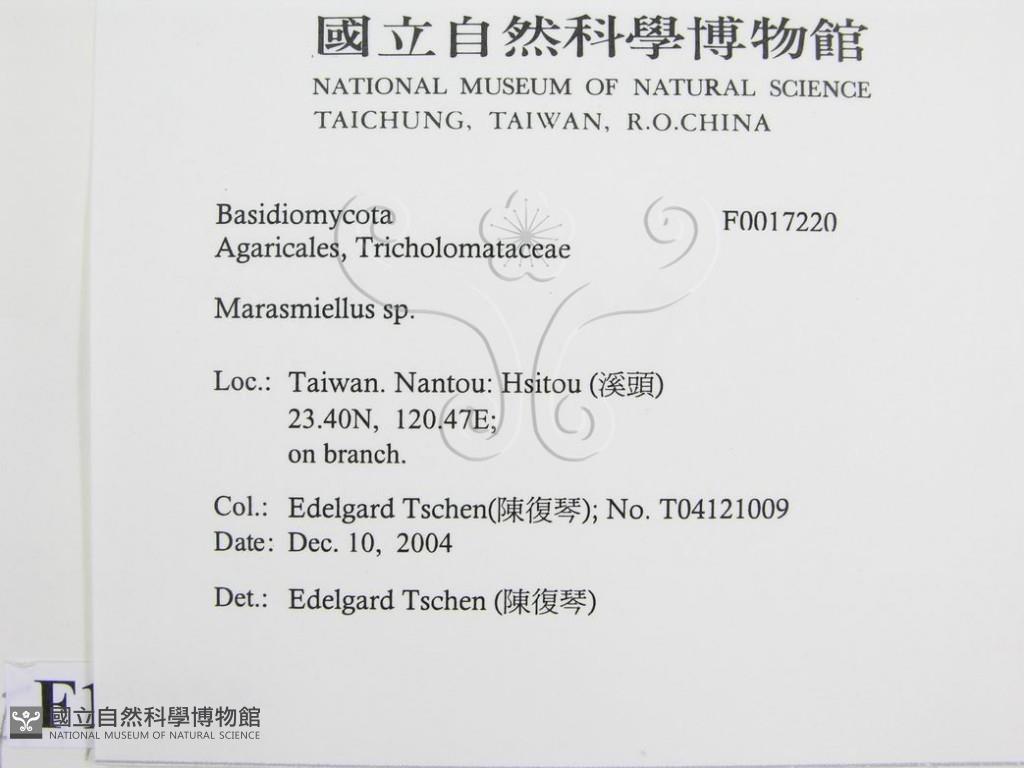 國立自然科學博物館
NATIONAL MUSEUM OF NATURAL SCIENCE
TAICHUNG, TAIWAN, R.O.CHINA
Basidiomycota
F0017220
Agaricales, Tricholomataceae
Marasmiellus sp.
Loc.: Taiwan. Nantou: Hsitou (溪頭)
23.40N, 120.47E;
on branch.
Col.: Edelgard Tschen(陳復琴); No. T04121009
Date: Dec. 10, 2004
Det.: Edelgard Tschen (陳復琴)
國立自然科學博物館
NATIONAL MUSEUM OF NATURAL SCIENCE